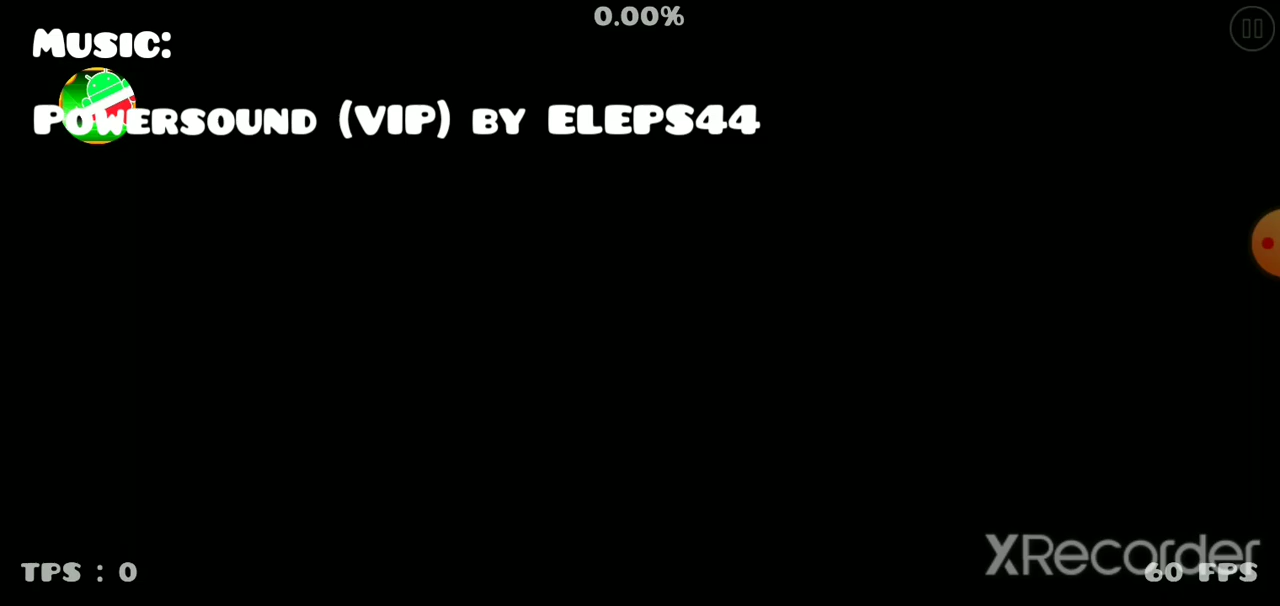 0.00%
Music:
Powersound (VIP) by ELEPS44
XRecorder
TPS : 0
60 FPS